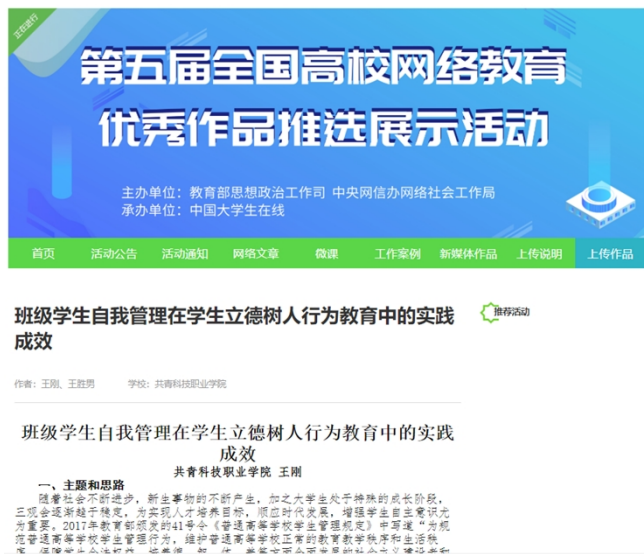 正在进行
第五届全国高校网络教育
优秀作品推选展示活动
主办单位：教育部思想政治工作司 中央网信办网络社会工作局
承办单位：中国大学生在线
首页 活动公告 活动通知 网络文章 微课 工作案例 新媒体作品 上传说明 上传作品
班级学生自我管理在学生立德树人行为教育中的实践
成效
推荐活动
作者：王刚、王胜男 学校：共青科技职业学院
班级学生自我管理在学生立德树人行为教育中的实践
成效
共青科技职业学院 王刚
一、主题和思路
随着社会不断进步，新生事物的不断产生，加之大学生处于特殊的成长阶段，
三观会逐渐趋于稳定，为实现人才培养目标，顺应时代发展，增强学生自主意识尤
为重要。2017年教育部颁发的41号令《普通高等学校学生管理规定》中写道“为规
范普通高等学校学生管理行为，维护普通高等学校正常的教育教学秩序和生活秩